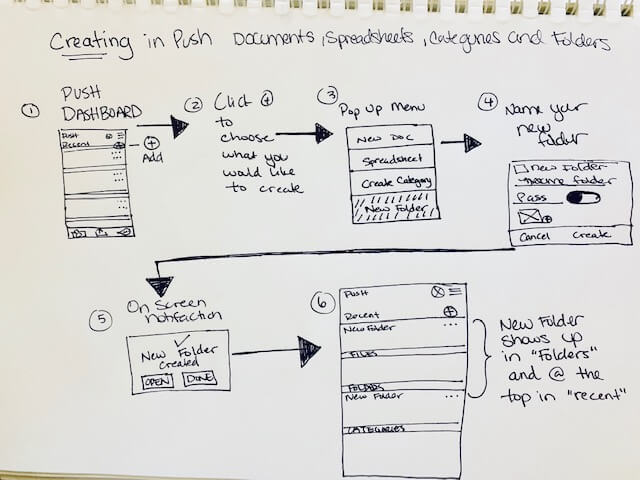 Creating in Push Documents, Spreadsheets, Categories and Folders
1
PUSH
DASHBOARD
Push
Recent
+
Add
2 Click +
to
choose
what you
would like
to create
3
Pop up menu
New Doc
Spreadsheet
Create Category
New Folder
4
Name your
new
folder
New Folder
folder
Pass
Cancel Create
5
On Screen
notifaction
New Folder
created
OPEN DONE
6
Push
Recent
New Folder
FILES
FOLDERS
New Folder
CATEGARIES
New Folder
shows up
in "Folders"
and @ the
top in "recent"